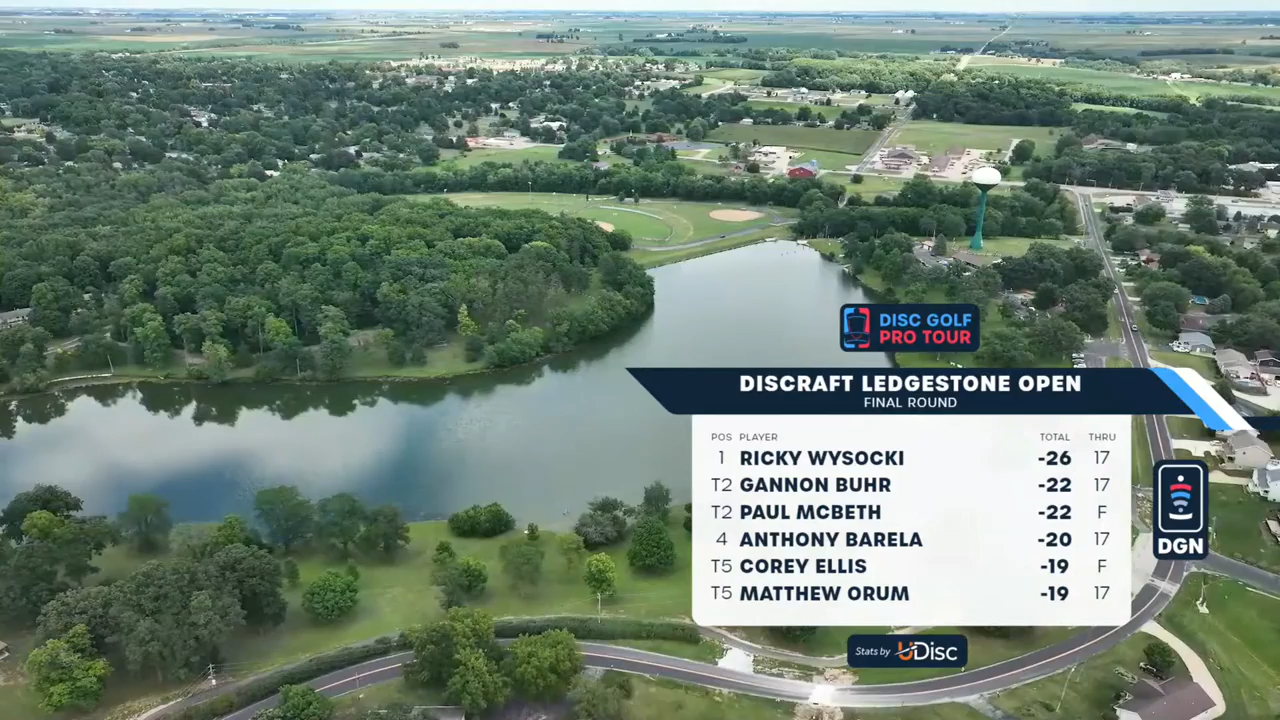 DISC GOLF
PRO TOUR
DISCRAFT LEDGESTONE OPEN
FINAL ROUND
POS PLAYER TOTAL THRU
1 RICKY WYSOCKI -26 17
T2 GANNON BUHR -22 17
T2 PAUL MCBETH -22 F
4 ANTHONY BARELA -20 17
T5 COREY ELLIS -19 F
T5 MATTHEW ORUM -19 17
DGN
Stats by UDisc